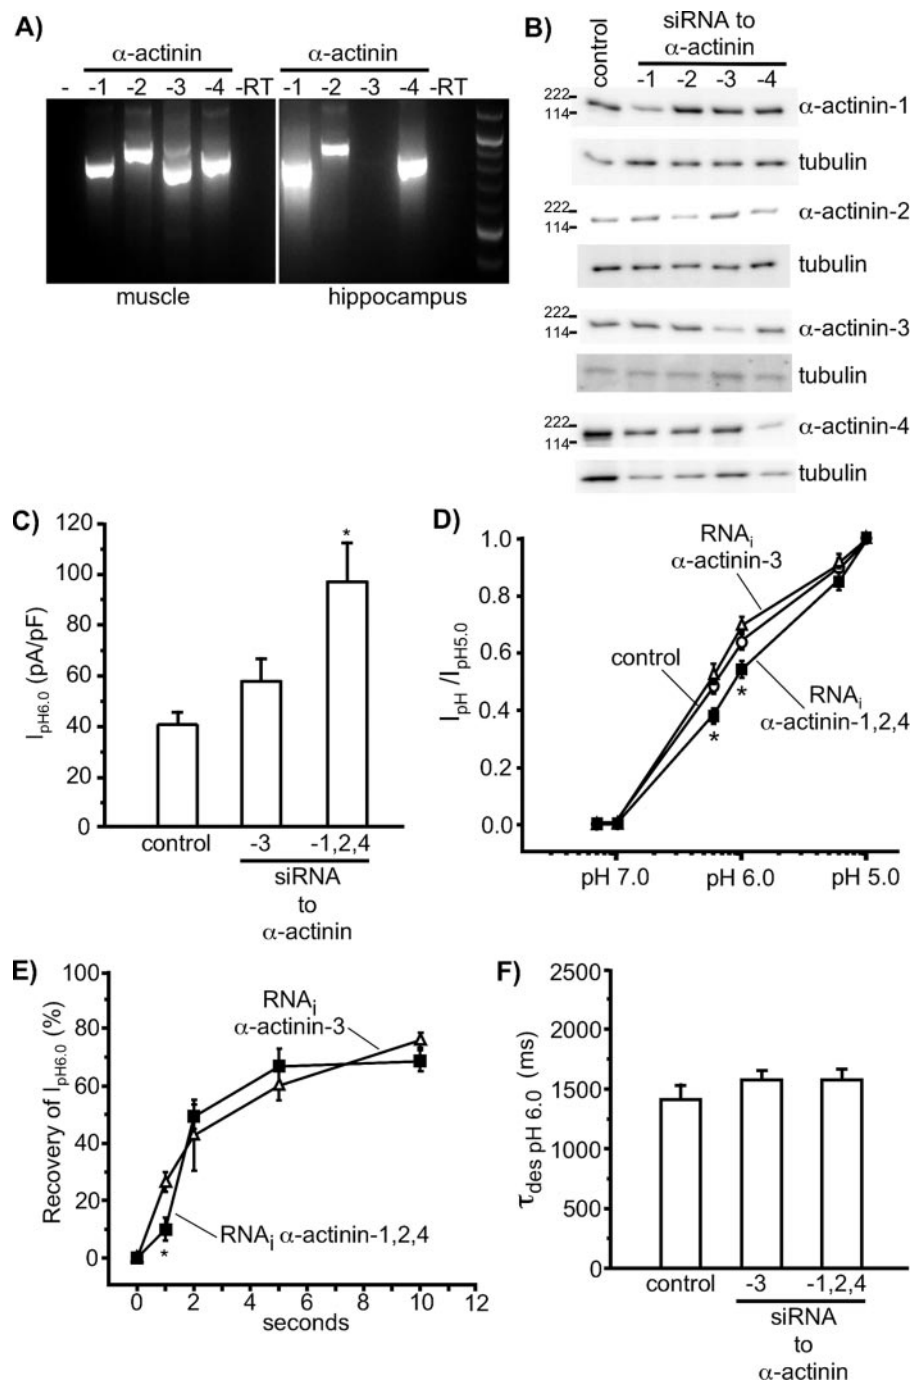 A)
α-actinin
α-actinin
- -1 -2 -3 -4 -RT -1 -2 -3 -4 -RT
muscle
hippocampus
B)
control
siRNA to
α-actinin
-1 -2 -3 -4
222
114
α-actinin-1
tubulin
222
114
α-actinin-2
tubulin
222
114
α-actinin-3
tubulin
222
114
α-actinin-4
tubulin
C)
I pH6.0 (pA/pF)
120
100
80
60
40
20
0
*
control
-3
-1,2,4
siRNA
to
α-actinin
D)
I pH /I pH5.0
1.0
0.8
0.6
0.4
0.2
0.0
RNAi
α-actinin-3
control
RNAi
α-actinin-1,2,4
*
*
pH 7.0
pH 6.0
pH 5.0
E)
Recovery of I pH6.0 (%)
100
80
60
40
20
0
RNAi
α-actinin-3
RNAi α-actinin-1,2,4
*
0 2 4 6 8 10 12
seconds
F)
τ des pH 6.0 (ms)
2500
2000
1500
1000
500
0
control
-3
-1,2,4
siRNA
to
α-actinin